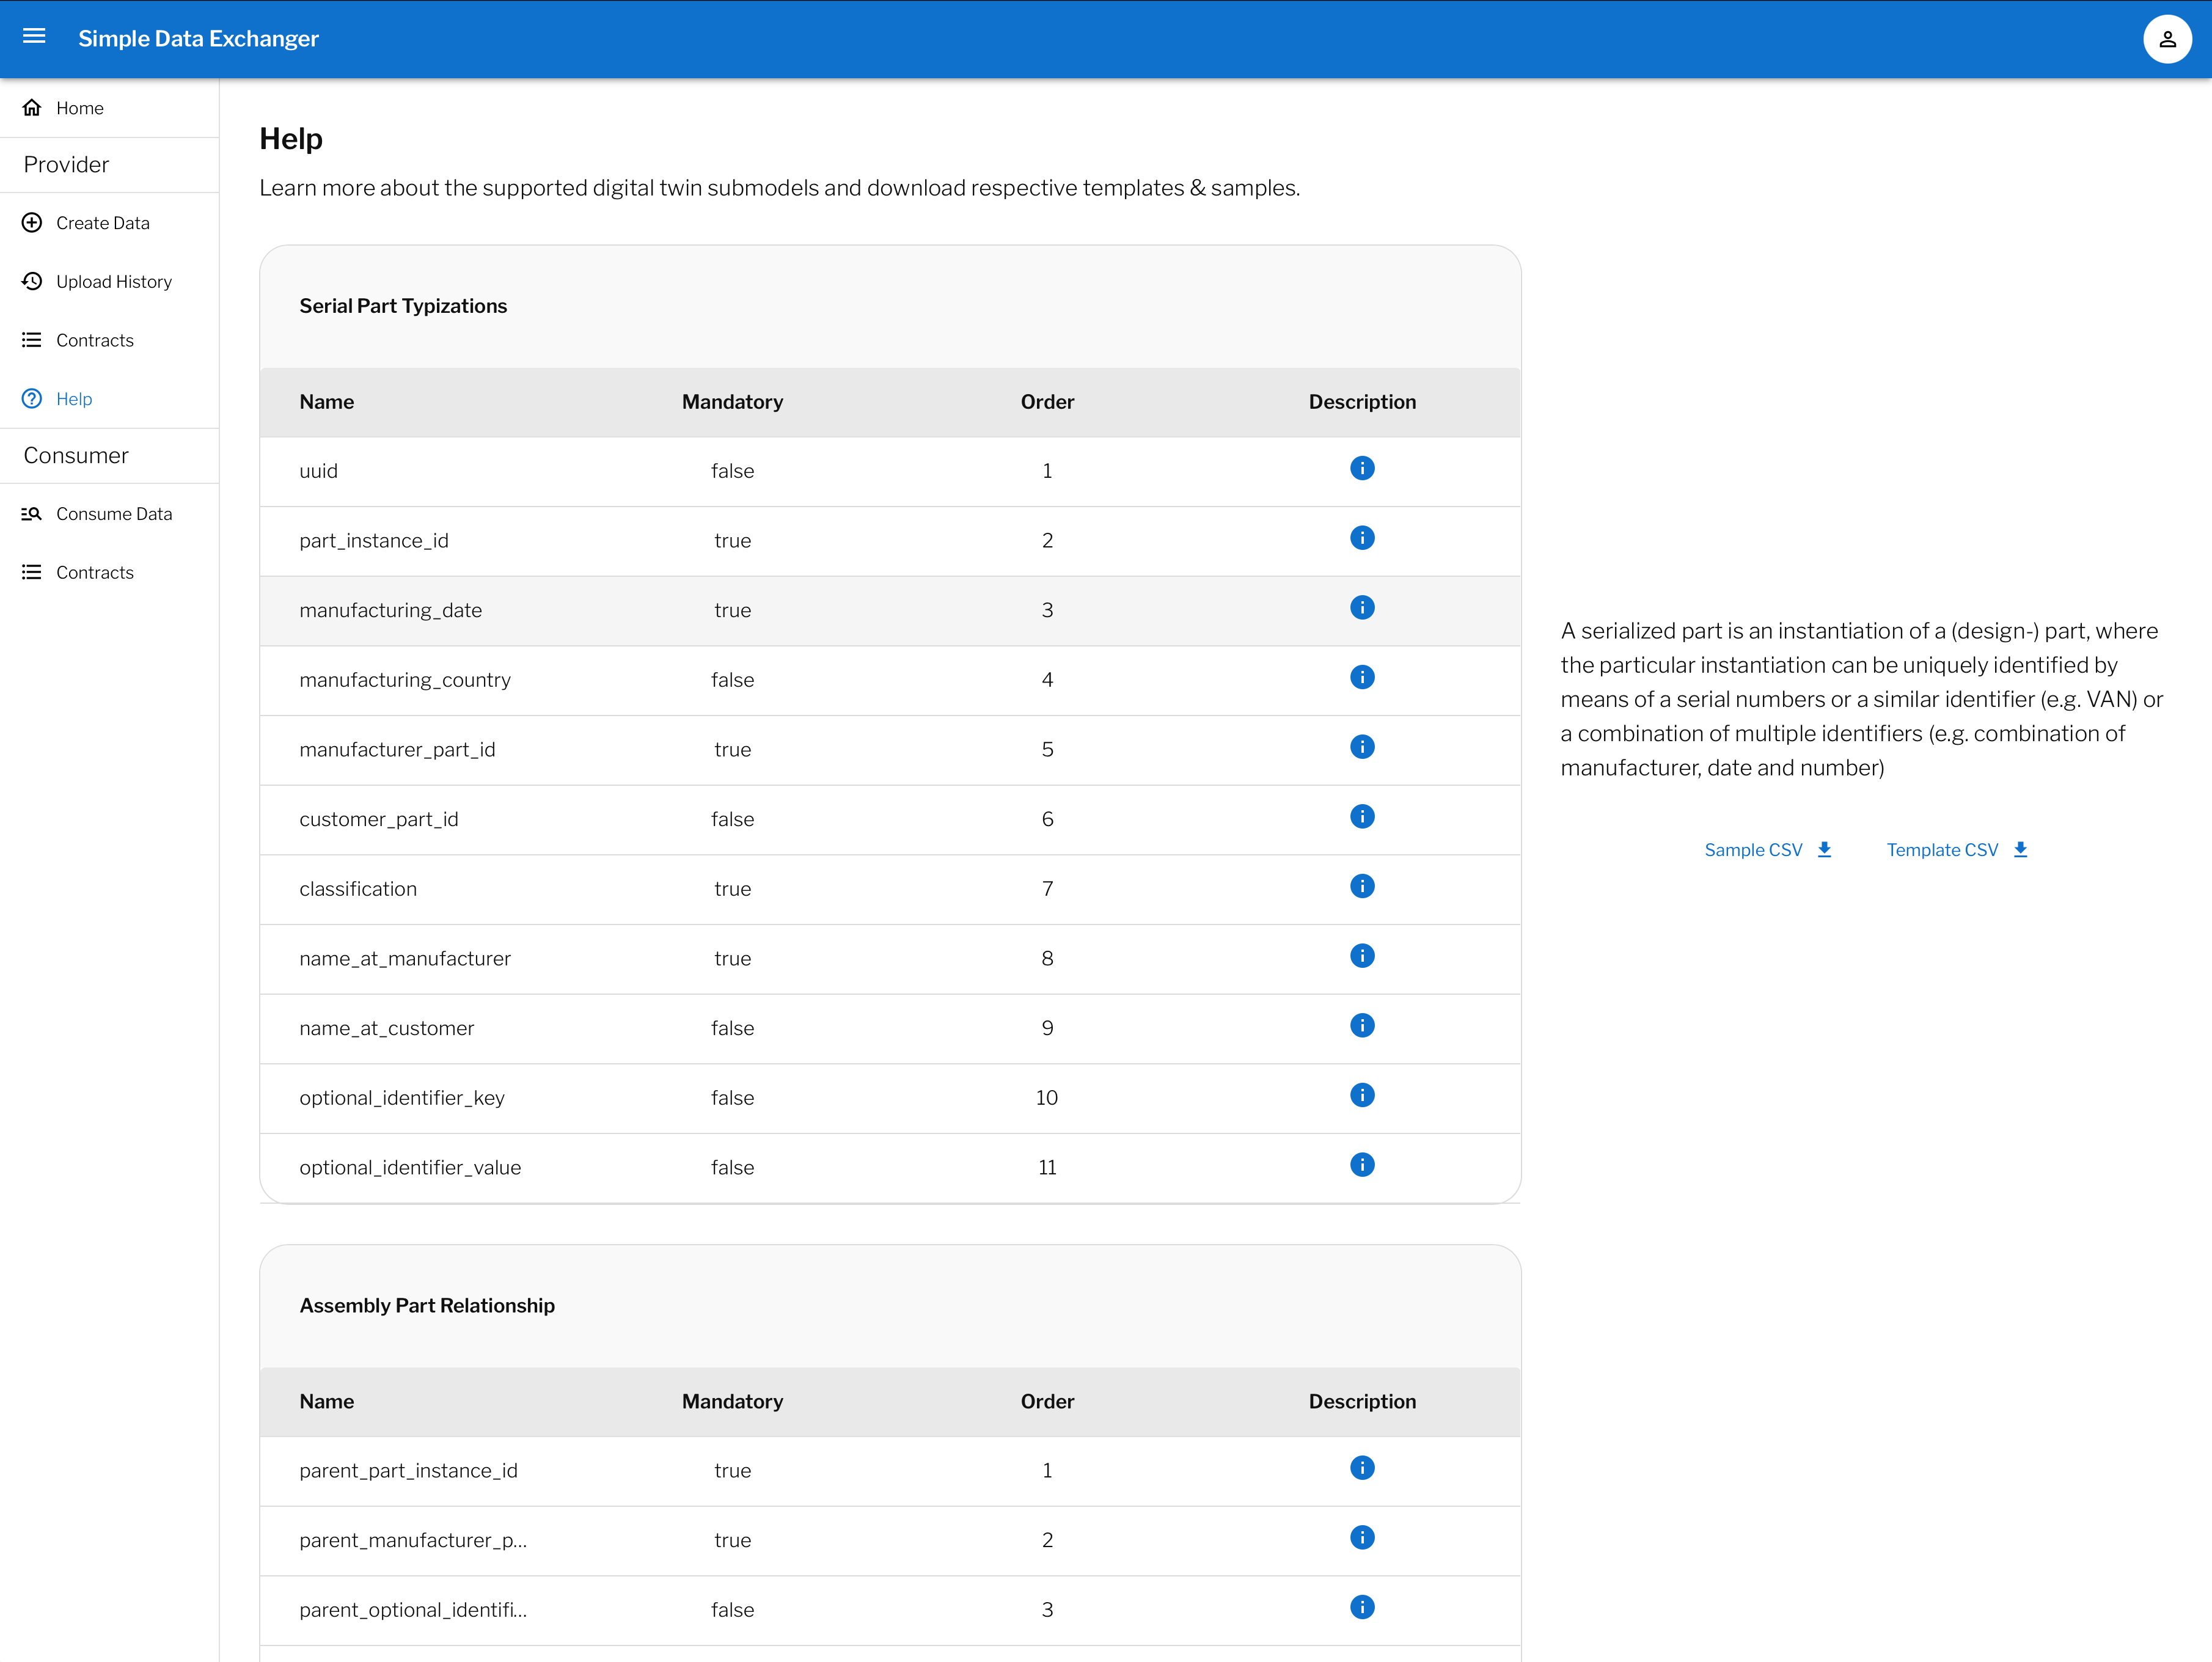 Simple Data Exchanger
Home
Provider
Create Data
Upload History
Contracts
Help
Consumer
Consume Data
Contracts
Help
Learn more about the supported digital twin submodels and download respective templates & samples.
Serial Part Typizations
Name Mandatory Order Description
uuid false 1
part_instance_id true 2
manufacturing_date true 3
manufacturing_country false 4
manufacturer_part_id true 5
customer_part_id false 6
classification true 7
name_at_manufacturer true 8
name_at_customer false 9
optional_identifier_key false 10
optional_identifier_value false 11
A serialized part is an instantiation of a (design-) part, where
the particular instantiation can be uniquely identified by
means of a serial numbers or a similar identifier (e.g. VAN) or
a combination of multiple identifiers (e.g. combination of
manufacturer, date and number)
Sample CSV Template CSV
Assembly Part Relationship
Name Mandatory Order Description
parent_part_instance_id true 1
parent_manufacturer_p... true 2
parent_optional_identifi... false 3